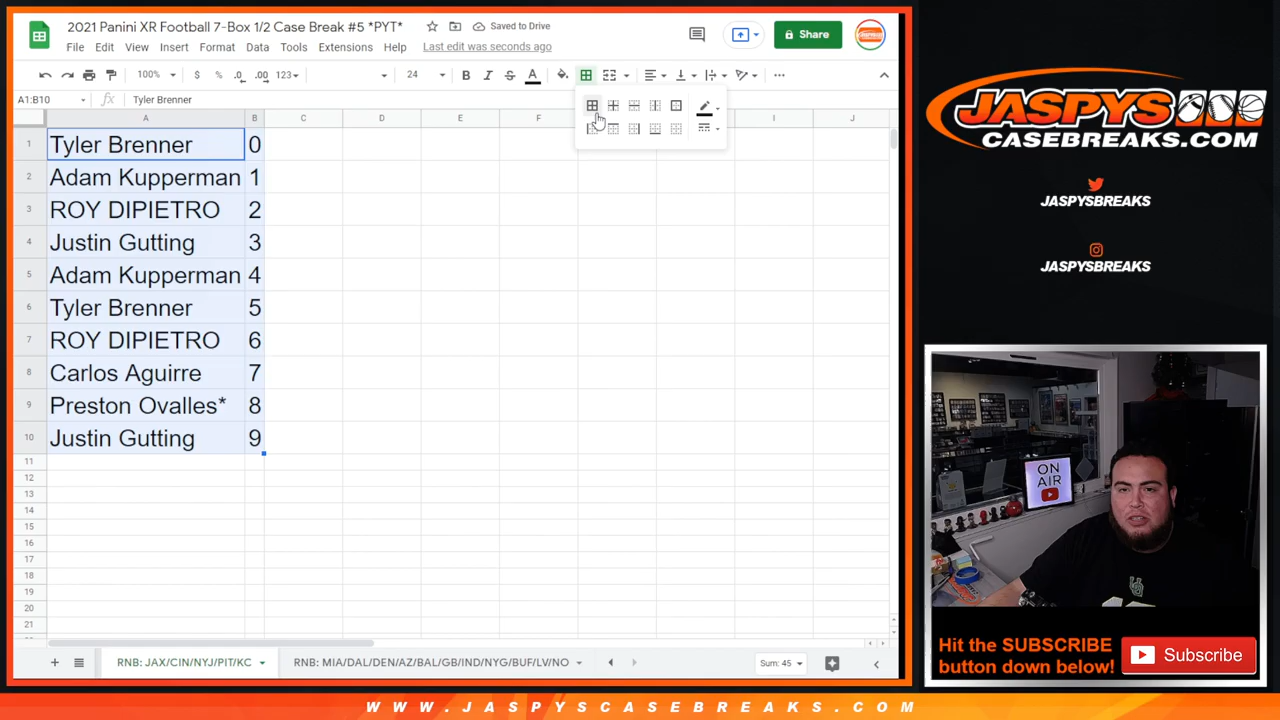 2021 Panini XR Football 7-Box 1/2 Case Break #5 *PYT*
Saved to Drive
Share
File Edit View Insert Format Data Tools Extensions Help Last edit was seconds ago
100% $ % .0 .00 123 24 B I S A
A1:B10 fx Tyler Brenner
A B C D E F I J
1 Tyler Brenner 0
2 Adam Kupperman 1
3 ROY DIPIETRO 2
4 Justin Gutting 3
5 Adam Kupperman 4
6 Tyler Brenner 5
7 ROY DIPIETRO 6
8 Carlos Aguirre 7
9 Preston Ovalles* 8
10 Justin Gutting 9
11
12
13
14
15
16
17
18
19
20
21
RNB: JAX/CIN/NYJ/PIT/KC RNB: MIA/DAL/DEN/AZ/BAL/GB/IND/NYG/BUF/LV/NO Sum: 45
JASPYS
CASEBREAKS.COM
JASPYSBREAKS
JASPYSBREAKS
ON
AIR
Hit the SUBSCRIBE
button down below!
Subscribe
WWW.JASPYSCASEBREAKS.COM